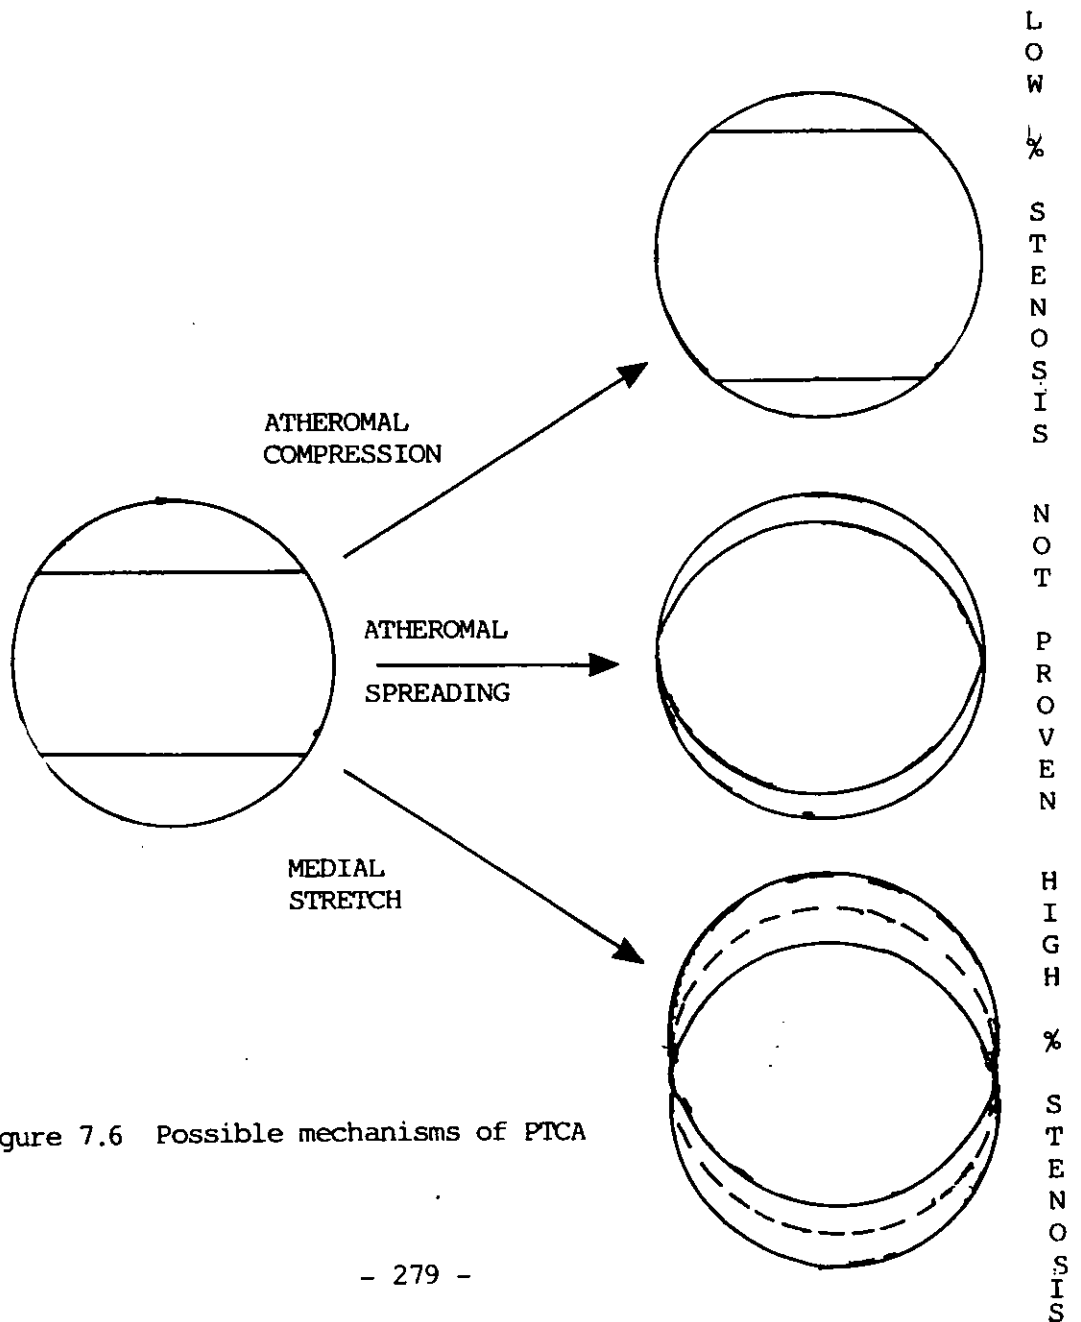 LOW % STENOSIS
ATHEROMAL
COMPRESSION
NOT PROVEN
ATHEROMAL
SPREADING
MEDIAL
STRETCH
HIGH % STENOSIS
gure 7.6 Possible mechanisms of PTCA
- 279 -